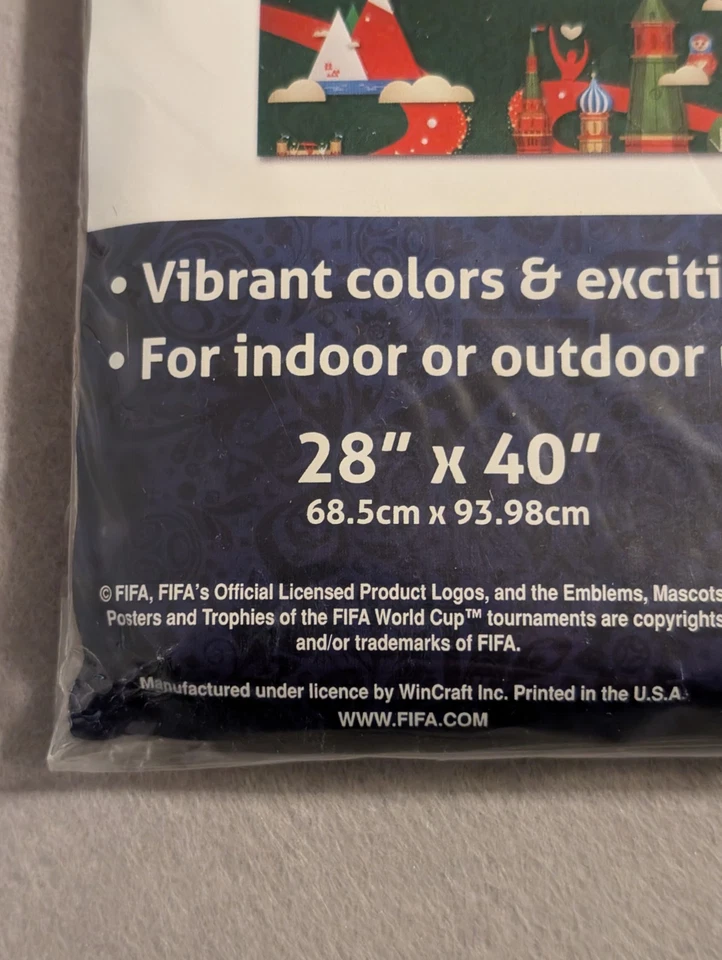 • Vibrant colors & exciti
• For indoor or outdoor
28” x 40”
68.5cm x 93.98cm
© FIFA, FIFA's Official Licensed Product Logos, and the Emblems, Mascots
Posters and Trophies of the FIFA World Cup™ tournaments are copyrights
and/or trademarks of FIFA.
Manufactured under licence by WinCraft Inc. Printed in the U.S.A.
WWW.FIFA.COM